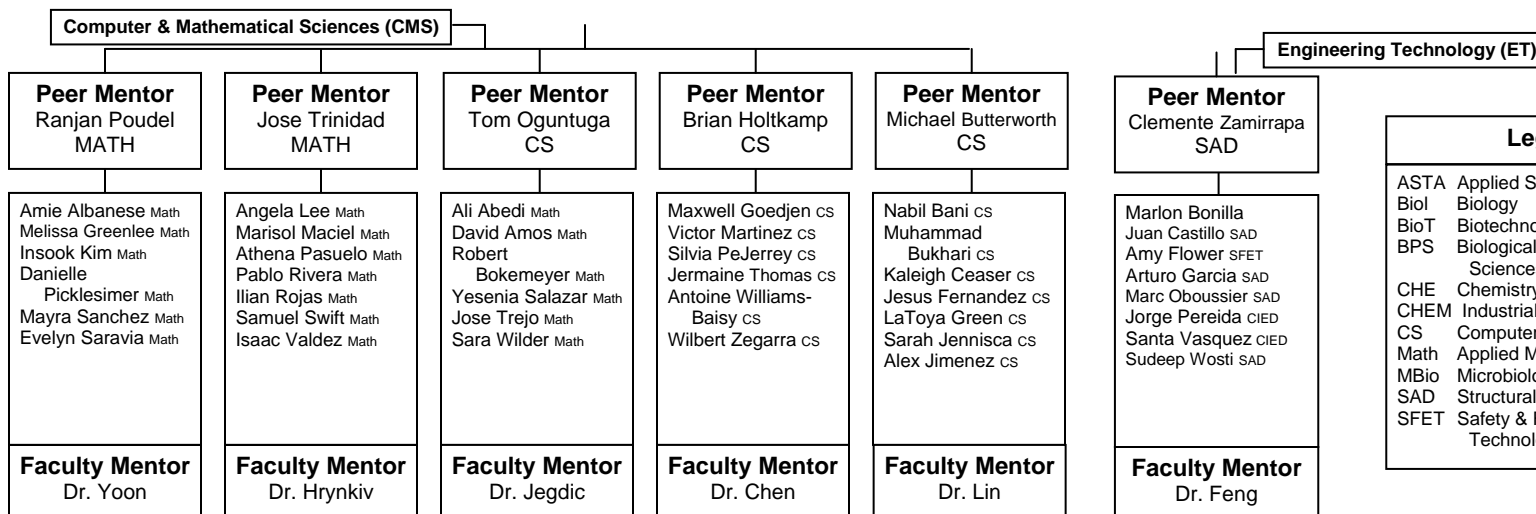 Computer & Mathematical Sciences (CMS)
Engineering Technology (ET)
Peer Mentor
Ranjan Poudel
MATH
Amie Albanese Math
Melissa Greenlee Math
Insook Kim Math
Danielle
Picklesimer Math
Mayra Sanchez Math
Evelyn Saravia Math
Faculty Mentor
Dr. Yoon
Peer Mentor
Jose Trinidad
MATH
Angela Lee Math
Marisol Maciel Math
Athena Pasuelo Math
Pablo Rivera Math
Ilian Rojas Math
Samuel Swift Math
Isaac Valdez Math
Faculty Mentor
Dr. Hrynkiv
Peer Mentor
Tom Oguntuga
CS
Ali Abedi Math
David Amos Math
Robert
Bokemeyer Math
Yesenia Salazar Math
Jose Trejo Math
Sara Wilder Math
Faculty Mentor
Dr. Jegdic
Peer Mentor
Brian Holtkamp
CS
Maxwell Goedjen CS
Victor Martinez CS
Silvia PeJerrey CS
Jermaine Thomas CS
Antoine Williams-
Baisy CS
Wilbert Zegarra CS
Faculty Mentor
Dr. Chen
Peer Mentor
Michael Butterworth
CS
Nabil Bani CS
Muhammad
Bukhari CS
Kaleigh Ceaser CS
Jesus Fernandez CS
LaToya Green CS
Sarah Jennisca CS
Alex Jimenez CS
Faculty Mentor
Dr. Lin
Peer Mentor
Clemente Zamirrapa
SAD
Marlon Bonilla
Juan Castillo SAD
Amy Flower SFET
Arturo Garcia SAD
Marc Oboussier SAD
Jorge Pereida CIED
Santa Vasquez CIED
Sudeep Wosti SAD
Faculty Mentor
Dr. Feng
ASTA Applied
Biol Biology
BioT
BPS Biological
CHE Chemistry
CHEM Industrial
CS
Math Applied
MBio
SAD Structural
SFET Safety &